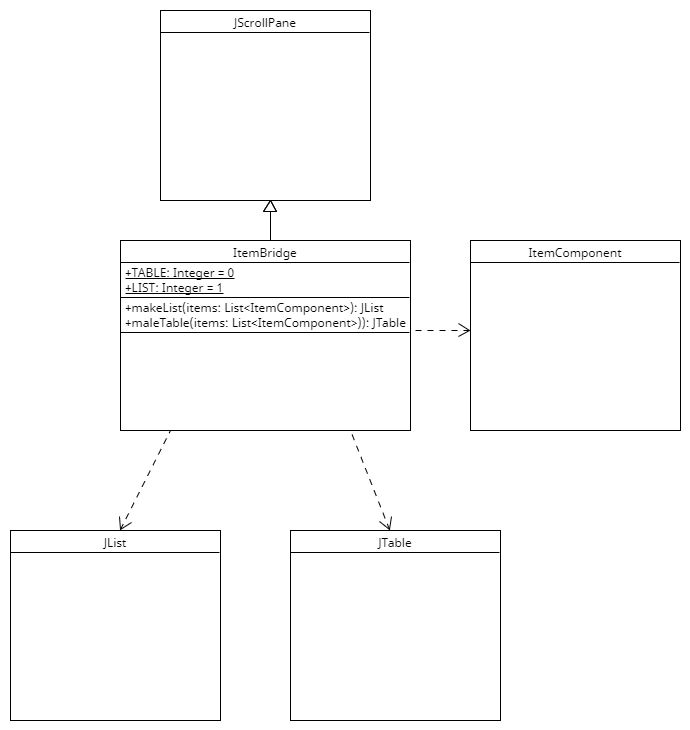 JScrollPane
ItemBridge
+TABLE: Integer = 0
+LIST: Integer = 1
+makeList(items: List<ItemComponent>): JList
+maleTable(items: List<ItemComponent>)): JTable
ItemComponent
JList
JTable